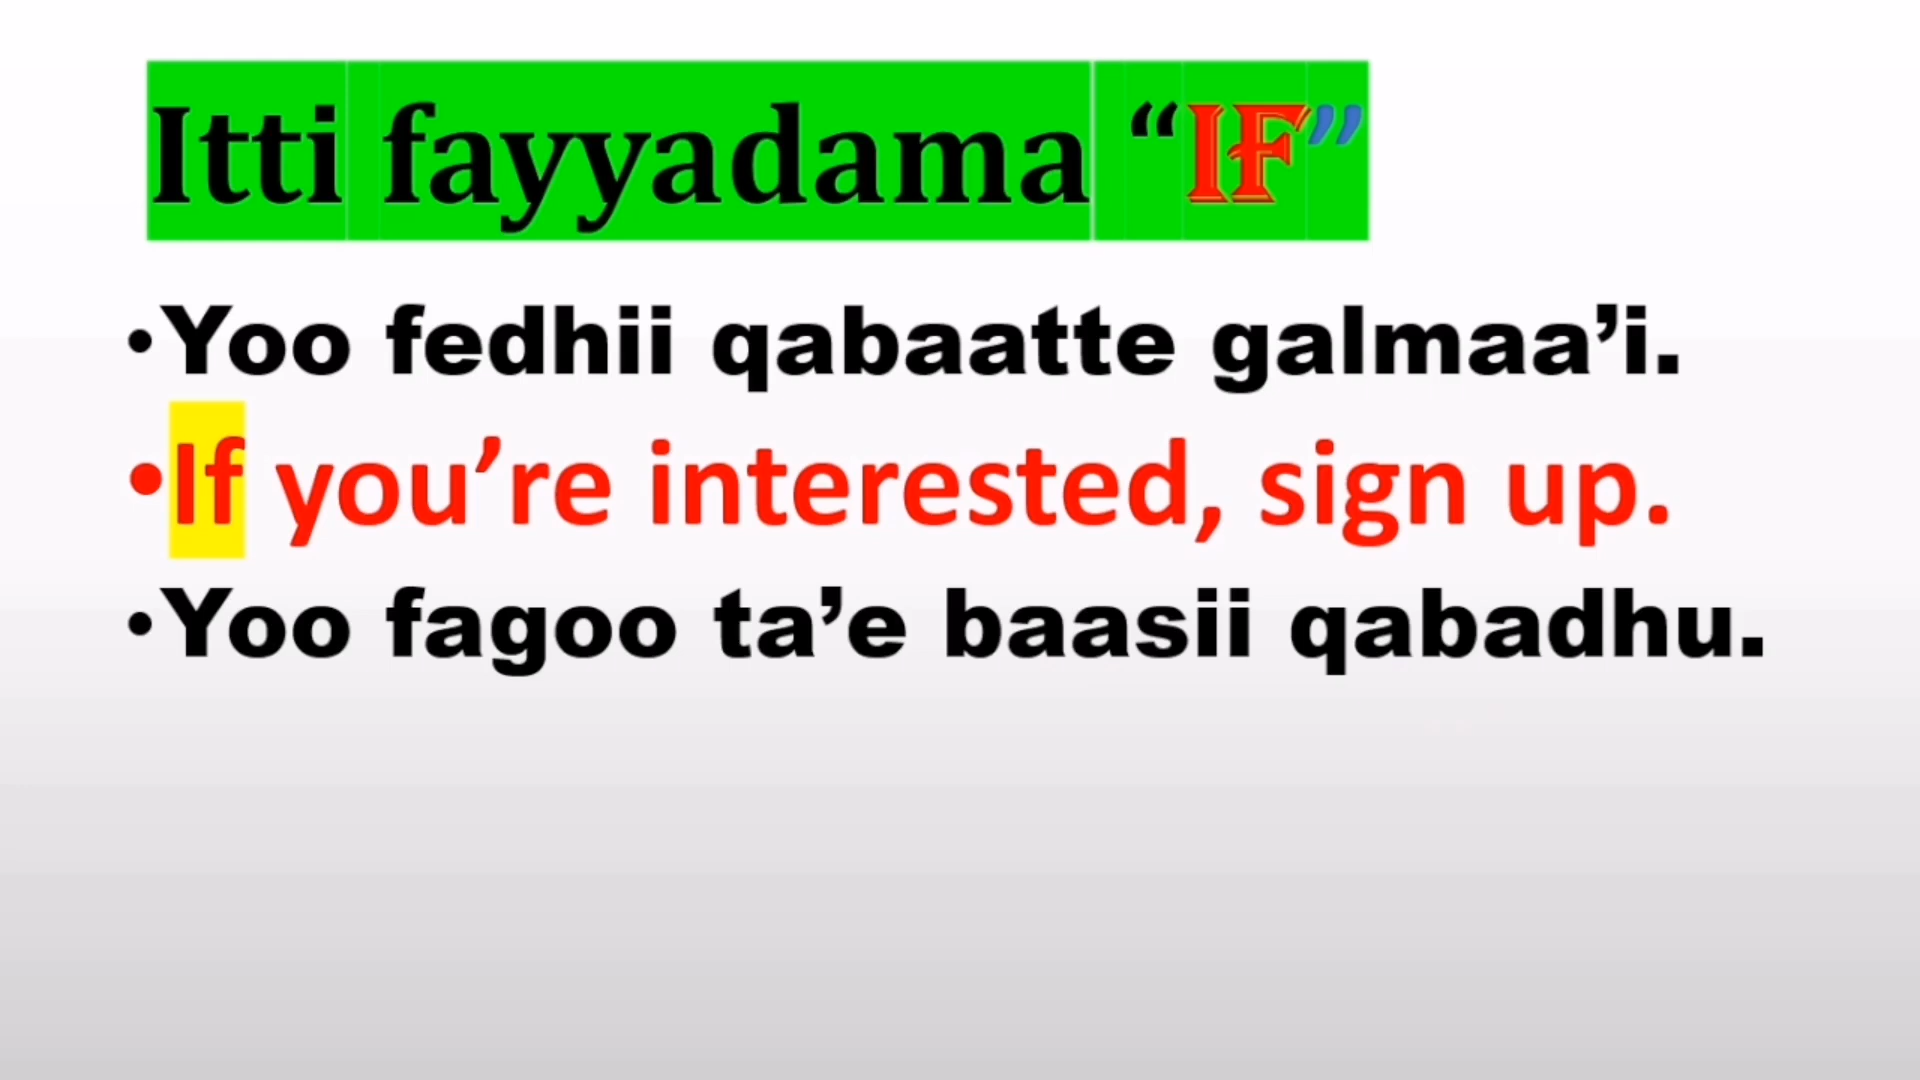 Itti fayyadama “IF”
•Yoo fedhii qabaatte galmaa’i.
•If you’re interested, sign up.
•Yoo fagoo ta’e baasii qabadhu.